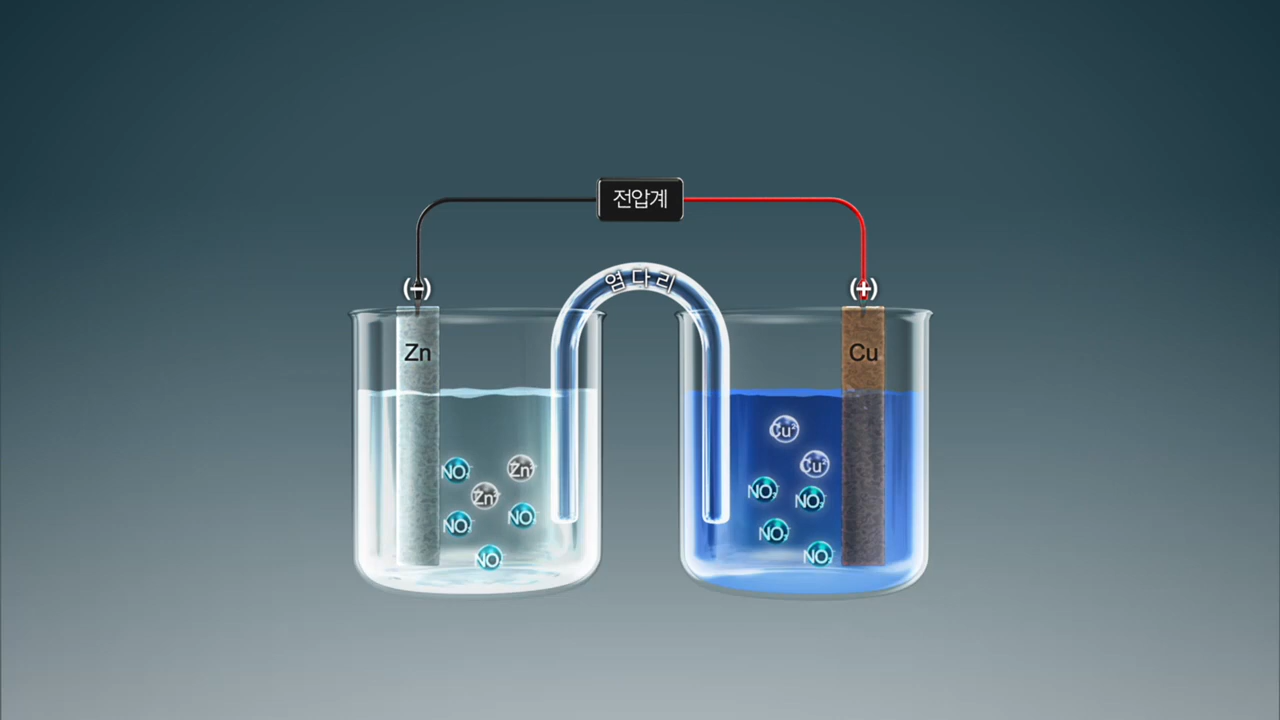 전압계
염다리
(-)
(+)
Zn
Cu
Cu²⁺
Cu²⁺
NO₃⁻
Zn²⁺
Zn²⁺
NO₃⁻
NO₃⁻
NO₃⁻
NO₃⁻
NO₃⁻
NO₃⁻
NO₃⁻